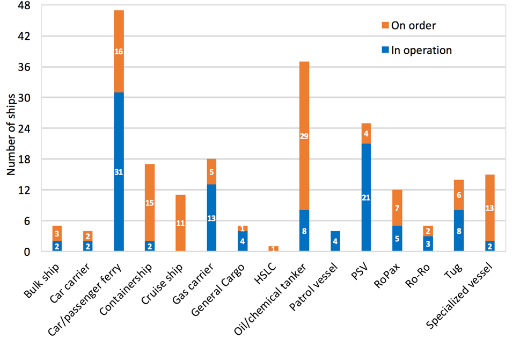 48
42
36
30
24
18
12
6
0
Number of ships
On order
In operation
3
2
2
2
16
31
15
2
11
5
13
1
4
1
29
8
4
4
21
7
5
2
3
6
8
13
2
Bulk ship
Car carrier
Car/passenger ferry
Containership
Cruise ship
Gas carrier
General Cargo
HSLC
Oil/chemical tanker
Patrol vessel
PSV
RoPax
Ro-Ro
Tug
Specialized vessel